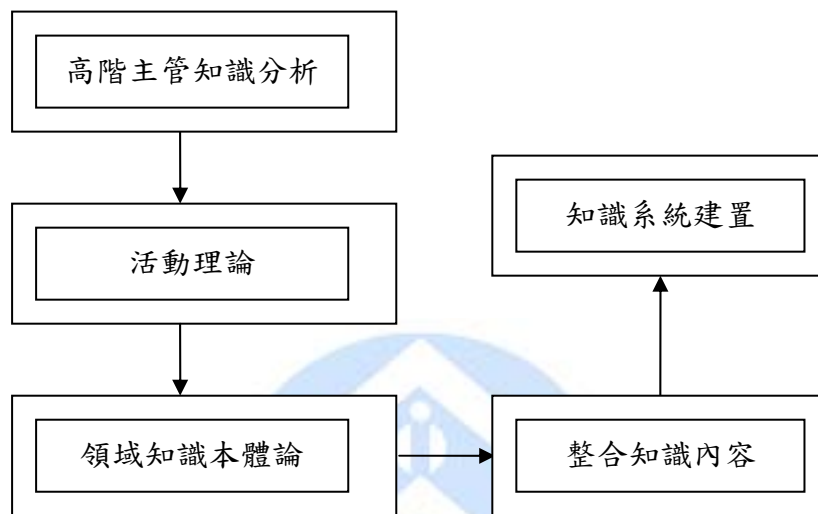 高階主管知識分析
活動理論
領域知識本體論
整合知識內容
知識系統建置